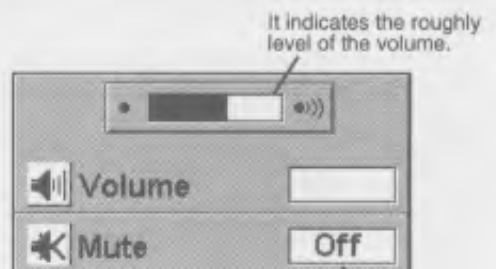 It indicates the roughly
level of the volume.
Volume
Mute
Off